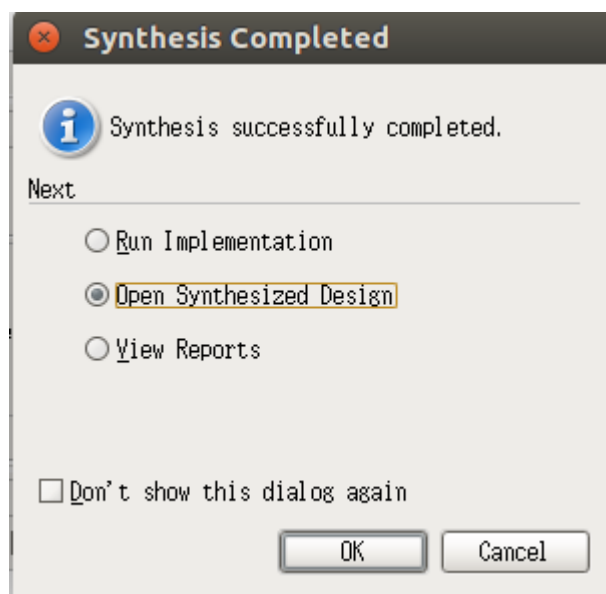 Synthesis Completed
Synthesis successfully completed.
Next
Run Implementation
Open Synthesized Design
View Reports
Don't show this dialog again
OK
Cancel